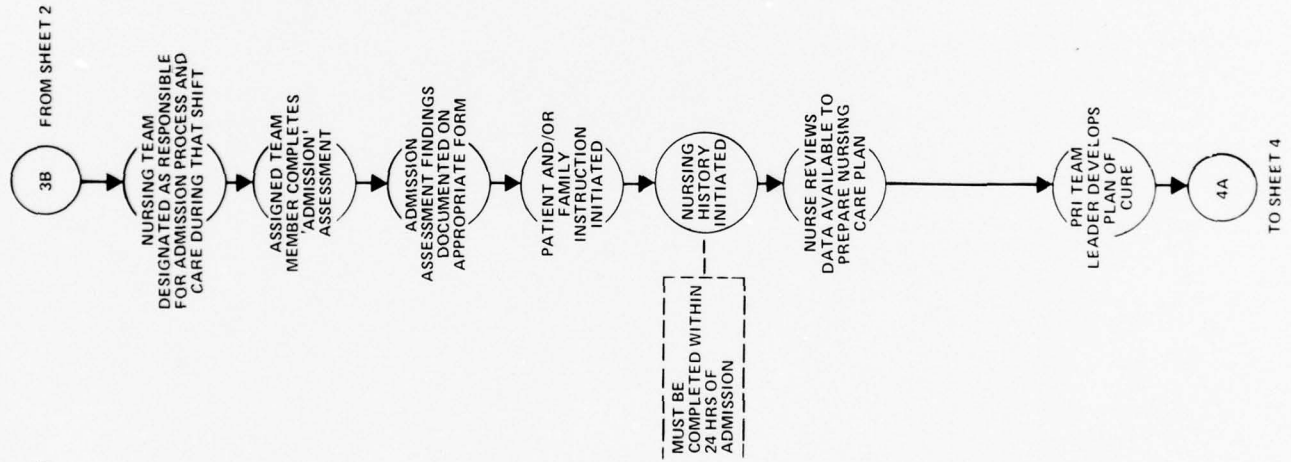 3B
FROM SHEET 2
NURSING TEAM
DESIGNATED AS RESPONSIBLE
FOR ADMISSION PROCESS AND
CARE DURING THAT SHIFT
ASSIGNED TEAM
MEMBER COMPLETES
'ADMISSION'
ASSESSMENT
ADMISSION
ASSESSMENT FINDINGS
DOCUMENTED ON
APPROPRIATE FORM
PATIENT AND/OR
FAMILY
INSTRUCTION
INITIATED
MUST BE
COMPLETED WITHIN
24 HRS OF
ADMISSION
NURSING
HISTORY
INITIATED
NURSE REVIEWS
DATA AVAILABLE TO
PREPARE NURSING
CARE PLAN
PRI TEAM
LEADER DEVELOPS
PLAN OF
CURE
4A
TO SHEET 4